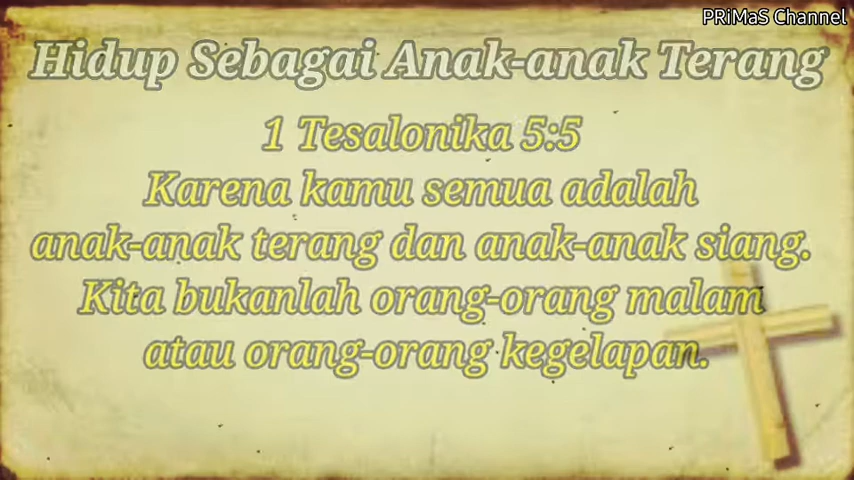 PRiMaS Channel
Hidup Sebagai Anak-anak Terang
1 Tesalonika 5:5
Karena kamu semua adalah
anak-anak terang dan anak-anak siang.
Kita bukanlah orang-orang malam
atau orang-orang kegelapan.